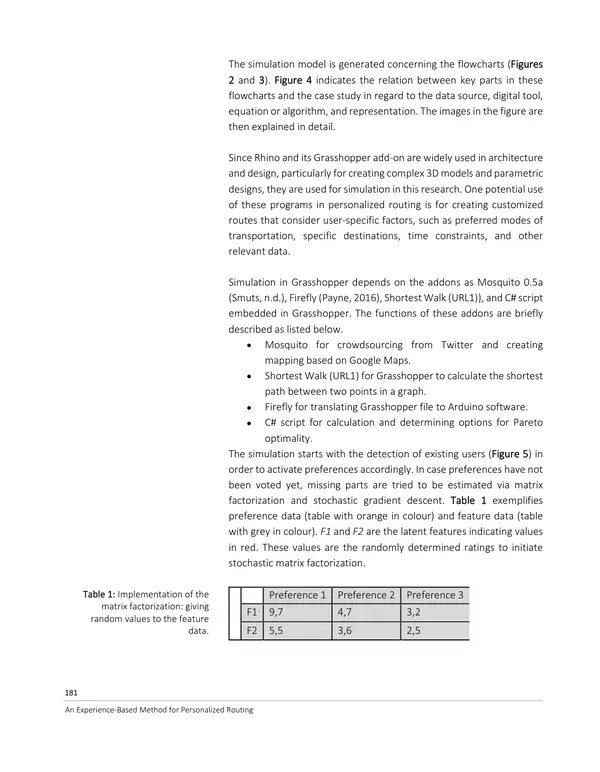 The simulation model is generated concerning the flowcharts (Figures
2 and 3). Figure 4 indicates the relation between key parts in these
flowcharts and the case study in regard to the data source, digital tool,
equation or algorithm, and representation. The images in the figure are
then explained in detail.
Since Rhino and its Grasshopper add-on are widely used in architecture
and design, particularly for creating complex 3D models and parametric
designs, they are used for simulation in this research. One potential use
of these programs in personalized routing is for creating customized
routes that consider user-specific factors, such as preferred modes of
transportation, specific destinations, time constraints, and other
relevant data.
Simulation in Grasshopper depends on the addons as Mosquito 0.5a
(Smuts, n.d.), Firefly (Payne, 2016), Shortest Walk (URL1)), and C# script
embedded in Grasshopper. The functions of these addons are briefly
described as listed below.
• Mosquito for crowdsourcing from Twitter and creating
mapping based on Google Maps.
• Shortest Walk (URL1) for Grasshopper to calculate the shortest
path between two points in a graph.
• Firefly for translating Grasshopper file to Arduino software.
• C# script for calculation and determining options for Pareto
optimality.
The simulation starts with the detection of existing users (Figure 5) in
order to activate preferences accordingly. In case preferences have not
been voted yet, missing parts are tried to be estimated via matrix
factorization and stochastic gradient descent. Table 1 exemplifies
preference data (table with orange in colour) and feature data (table
with grey in colour). F1 and F2 are the latent features indicating values
in red. These values are the randomly determined ratings to initiate
stochastic matrix factorization.
Table 1: Implementation of the
matrix factorization: giving
random values to the feature
data.
Preference 1 Preference 2 Preference 3
F1 9,7 4,7 3,2
F2 5,5 3,6 2,5
181
An Experience-Based Method for Personalized Routing